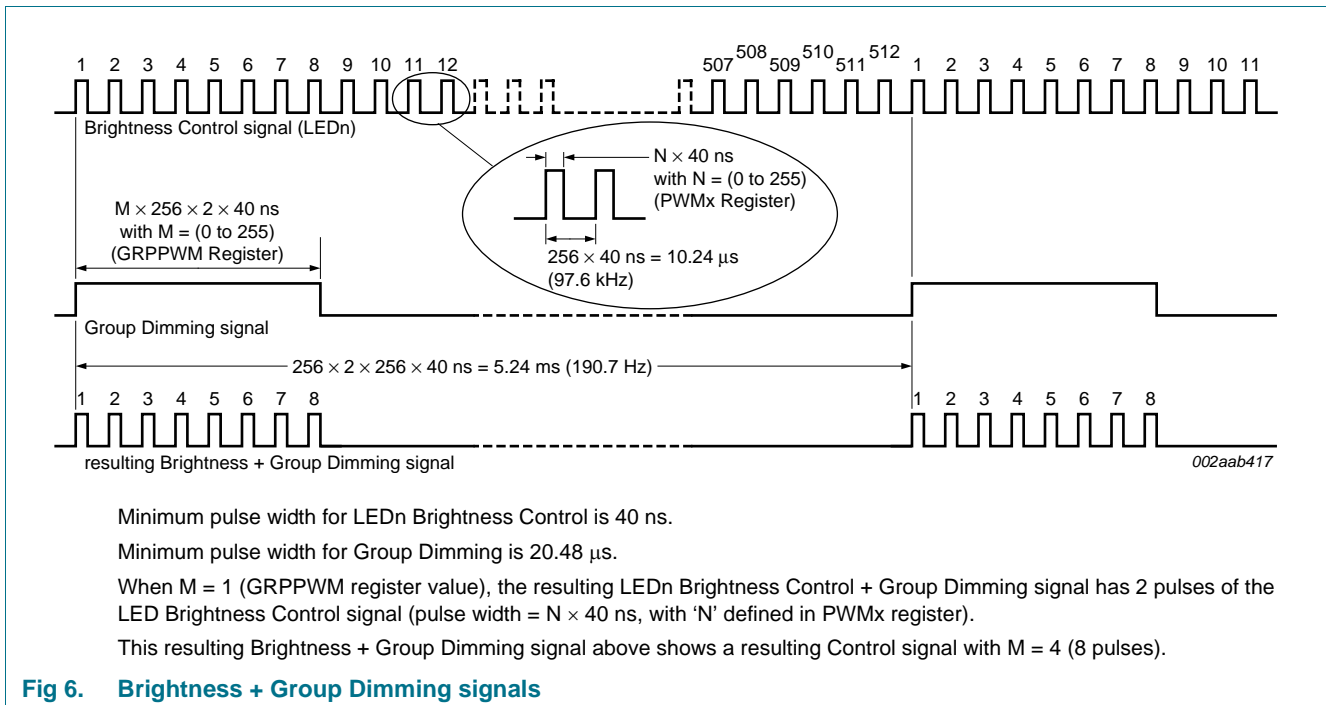 1 2 3 4 5 6 7 8 9 10 11 12 507 508 509 510 511 512 1 2 3 4 5 6 7 8 9 10 11
Brightness Control signal (LEDn)
N × 40 ns
with N = (0 to 255)
(PWMx Register)
M × 256 × 2 × 40 ns
with M = (0 to 255)
(GRPPWM Register)
256 × 40 ns = 10.24 μs
(97.6 kHz)
Group Dimming signal
256 × 2 × 256 × 40 ns = 5.24 ms (190.7 Hz)
1 2 3 4 5 6 7 8 1 2 3 4 5 6 7 8
resulting Brightness + Group Dimming signal
002aab417
Minimum pulse width for LEDn Brightness Control is 40 ns.
Minimum pulse width for Group Dimming is 20.48 μs.
When M = 1 (GRPPWM register value), the resulting LEDn Brightness Control + Group Dimming signal has 2 pulses of the
LED Brightness Control signal (pulse width = N × 40 ns, with ‘N’ defined in PWMx register).
This resulting Brightness + Group Dimming signal above shows a resulting Control signal with M = 4 (8 pulses).
Fig 6. Brightness + Group Dimming signals